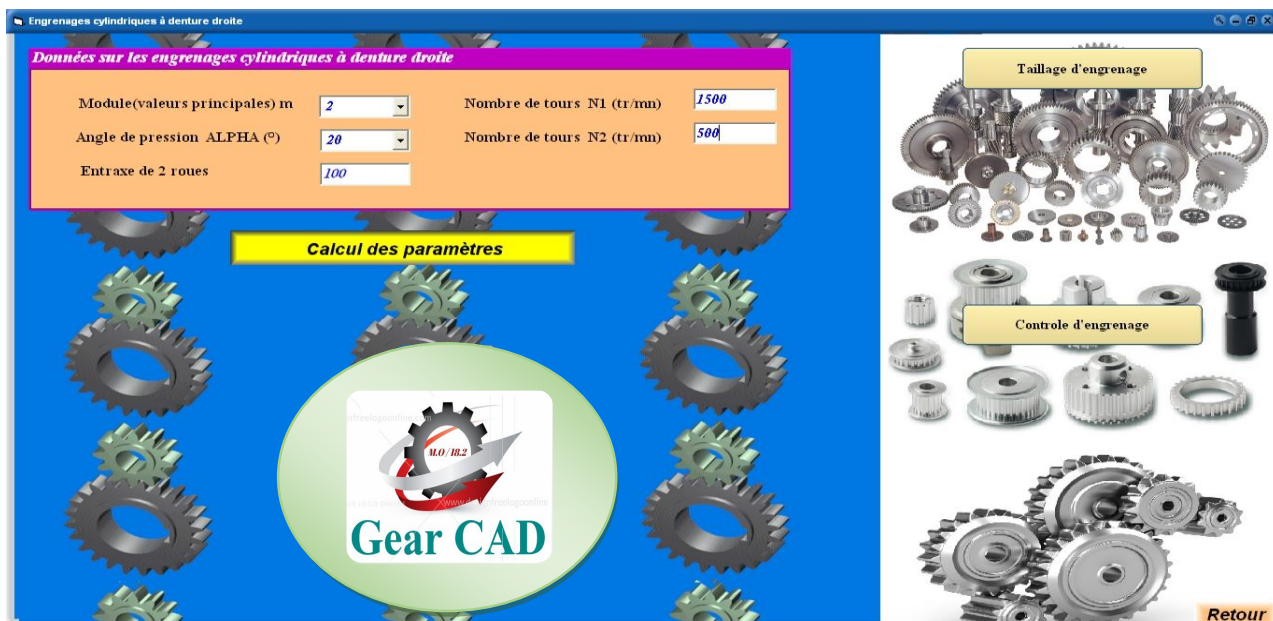 Engrenages cylindriques à denture droite
Données sur les engrenages cylindriques à denture droite
Module(valeurs principales) m
2
Nombre de tours N1 (tr/mn)
1500
Angle de pression ALPHA (°)
20
Nombre de tours N2 (tr/mn)
500
Entraxe de 2 roues
100
Calcul des paramètres
Taillage d'engrenage
Controle d'engrenage
M.O/18.2
Gear CAD
Retour